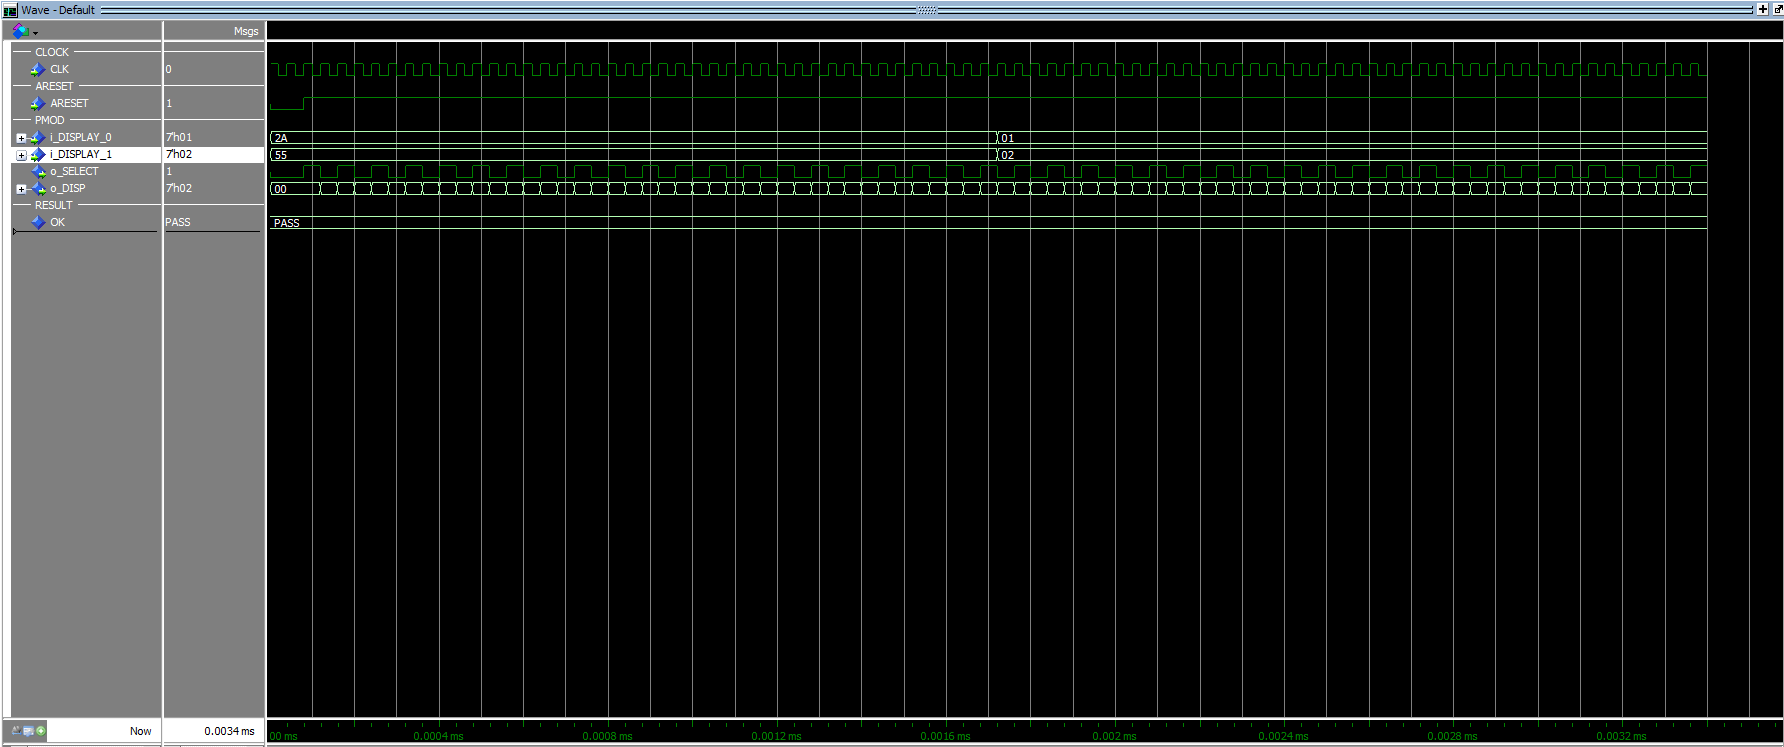 Wave - Default
Msgs
CLOCK
CLK 0
ARESET
ARESET 1
PMOD
i_DISPLAY_0 7'h01 2A 01
i_DISPLAY_1 7'h02 55 02
o_SELECT 1
o_DISP 7'h02 00
RESULT
OK PASS PASS
Now 0.0034 ms 00 ms 0.0004 ms 0.0008 ms 0.0012 ms 0.0016 ms 0.002 ms 0.0024 ms 0.0028 ms 0.0032 ms